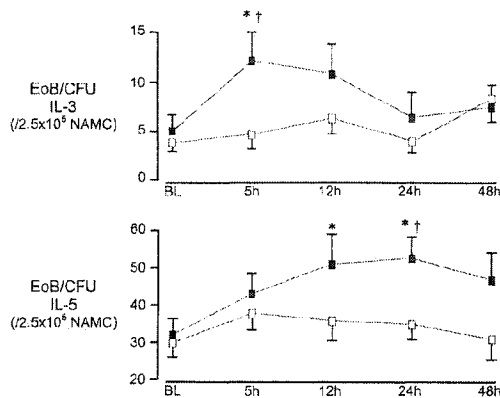 * †
15
10
5
0
EoB/CFU
IL-3
(/2.5x10⁵ NAMC)
BL 5h 12h 24h 48h
* * †
60
50
40
30
20
EoB/CFU
IL-5
(/2.5x10⁵ NAMC)
BL 5h 12h 24h 48h